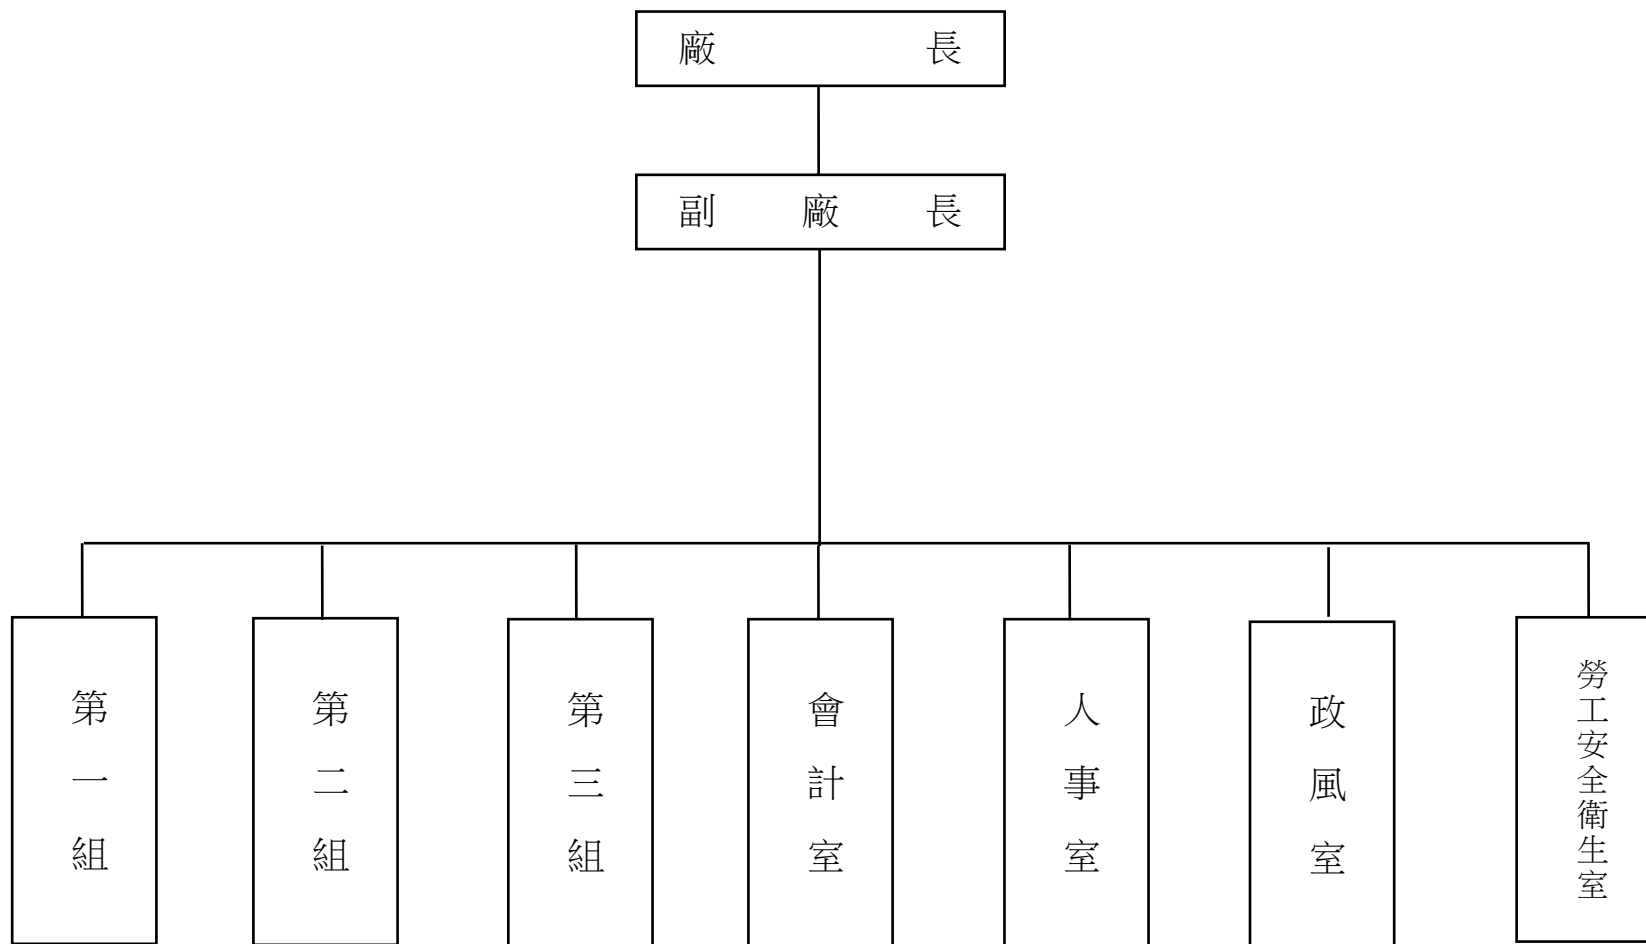 廠長
副廠長
第一組
第二組
第三組
會計室
人事室
政風室
勞工安全衛生室